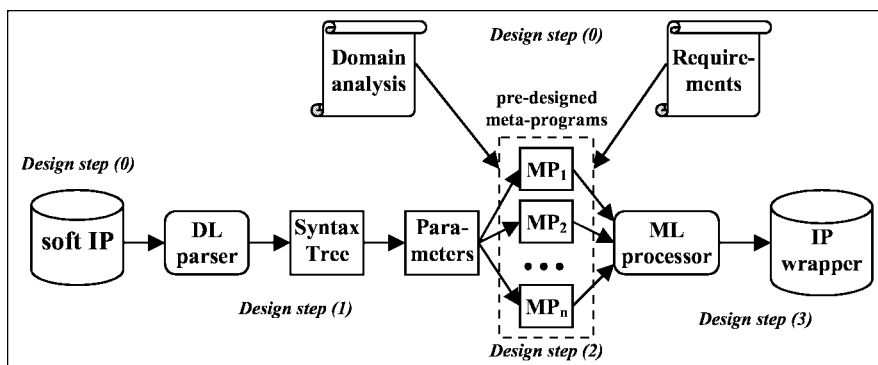 Design step (0)
Domain
analysis
Require-
ments
pre-designed
meta-programs
Design step (0)
soft IP
DL
parser
Syntax
Tree
Para-
meters
MP1
MP2
• • •
MPn
ML
processor
IP
wrapper
Design step (1)
Design step (2)
Design step (3)